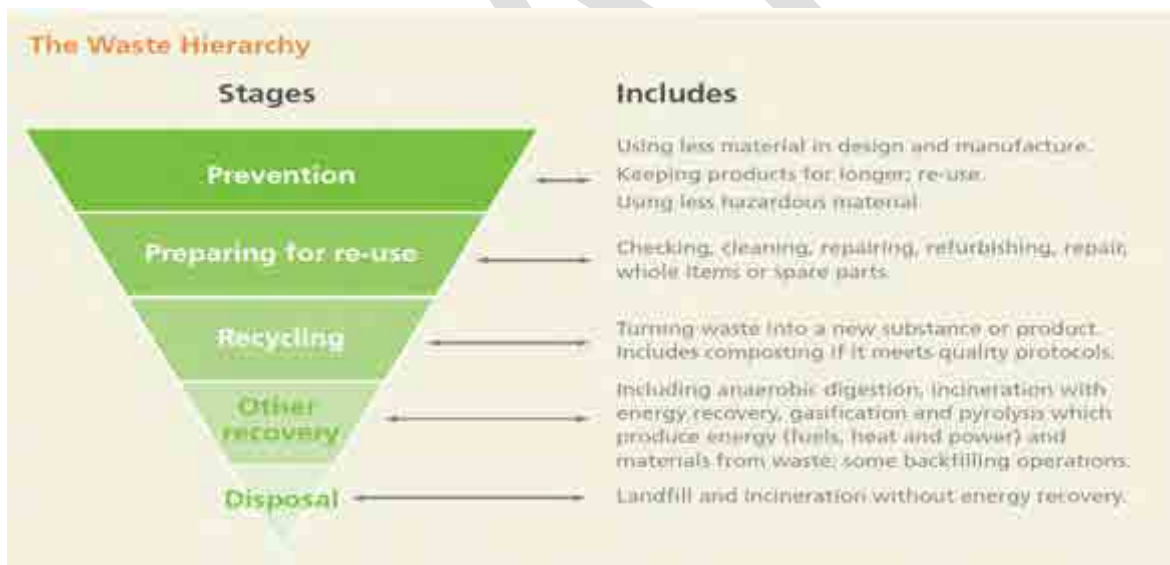 The Waste Hierarchy
Stages
Includes
Prevention
Using less material in design and manufacture.
Keeping products for longer; re-use.
Using less hazardous material
Preparing for re-use
Checking, cleaning, repairing, refurbishing, repair,
whole items or spare parts.
Recycling
Turning waste into a new substance or product.
Includes composting if it meets quality protocols.
Other
recovery
Including anaerobic digestion, incineration with
energy recovery, gasification and pyrolysis which
produce energy (fuels, heat and power) and
materials from waste; some backfilling operations.
Disposal
Landfill and incineration without energy recovery.